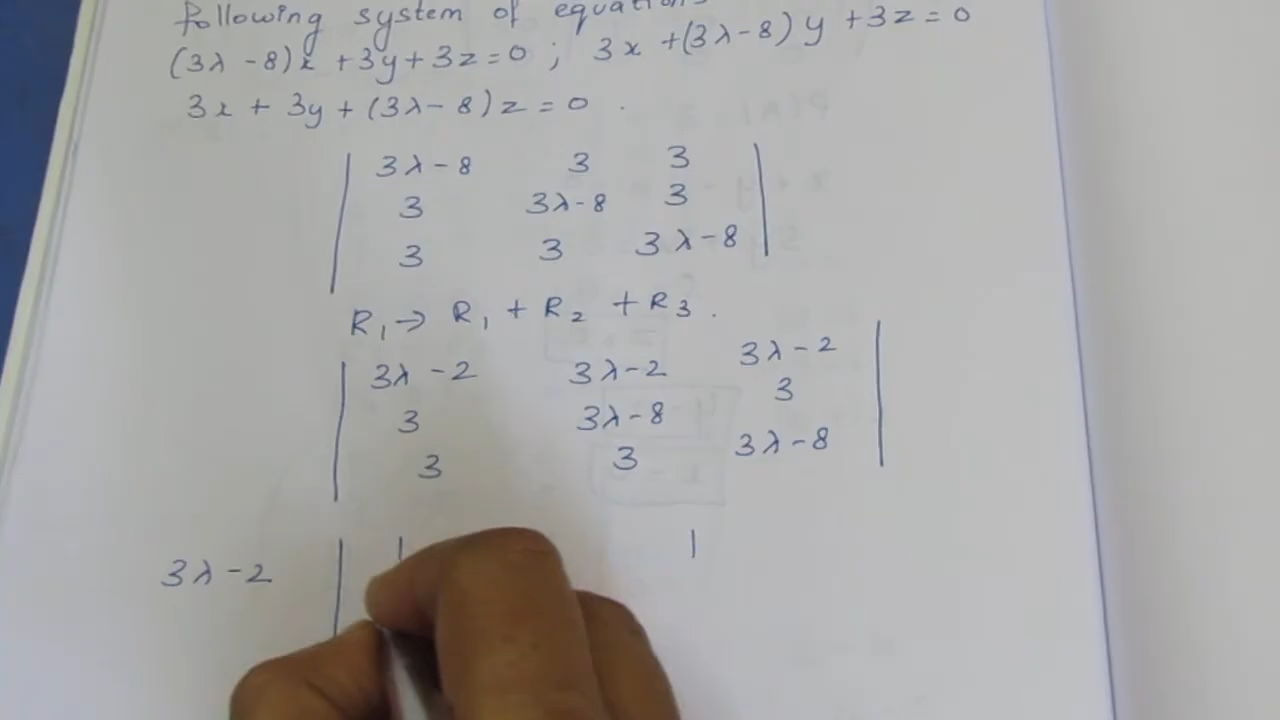 following system of equations
(3λ-8)x +3y+3z=0 ; 3x +(3λ-8) y +3z=0
3x + 3y + (3λ-8)z=0 .
| 3λ-8 3 3 |
| 3 3λ-8 3 |
| 3 3 3λ-8 |
R₁→ R₁ + R₂ + R₃ .
| 3λ-2 3λ-2 3λ-2 |
| 3 3λ-8 3 |
| 3 3 3λ-8 |
3λ-2 | 1 1